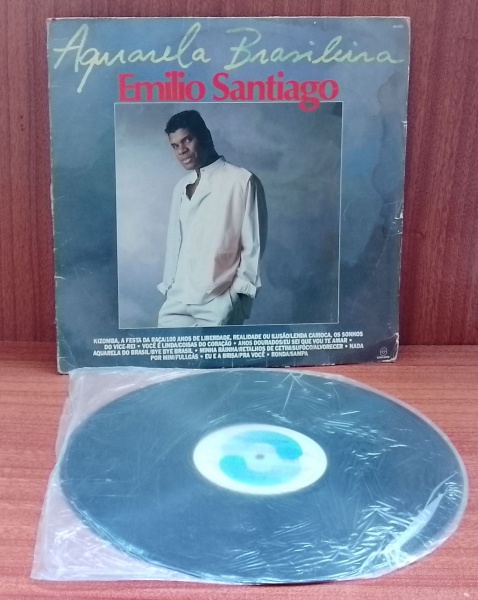 Aquarela Brasileira
Emílio Santiago
KIZOMBA, A FESTA DA RAÇA/100 ANOS DE LIBERDADE, REALIDADE OU ILUSÃO/LENDA CARIOCA, OS SONHOS
DO VICE-REI • VOCÊ É LINDA/COISAS DO CORAÇÃO • ANOS DOURADOS/EU SEI QUE VOU TE AMAR •
AQUARELA DO BRASIL/BYE BYE BRASIL • MINHA RAINHA/RETALHOS DE CETIM/SUFOCO/ALVORECER • NADA
POR MIM/FULLGÁS • EU E A BRISA/PRA VOCÊ • RONDA/SAMPA